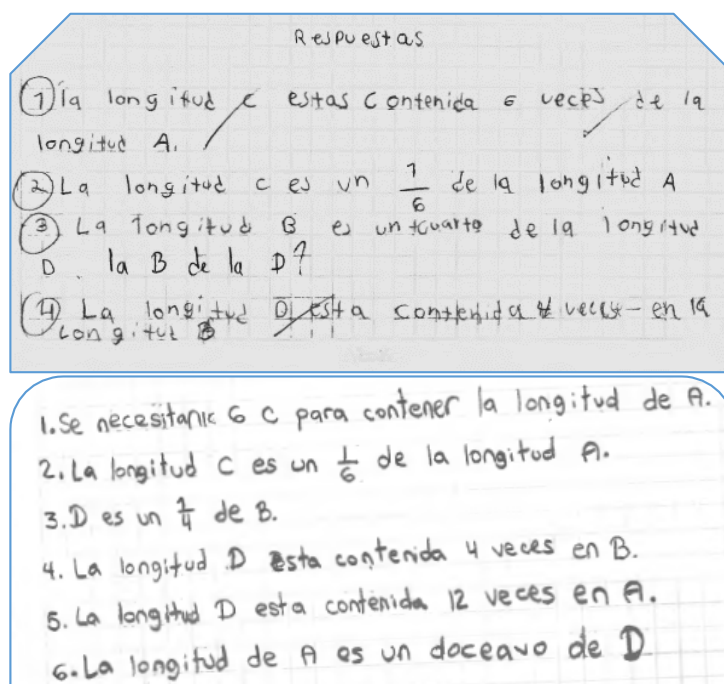 Respuestas
1 la longitud c estas contenida 6 veces de la
longitud A.
2 La longitud c es un 1/6 de la longitud A
3 La longitud B es un cuarto de la longitud
D. la B de la D?
4 La longitud D esta contenida 4 veces en la
longitud B
1. Se necesitan 6 C para contener la longitud de A.
2. La longitud C es un 1/6 de la longitud A.
3. D es un 1/4 de B.
4. La longitud D esta contenida 4 veces en B.
5. La longitud D esta contenida 12 veces en A.
6. La longitud de A es un doceavo de D